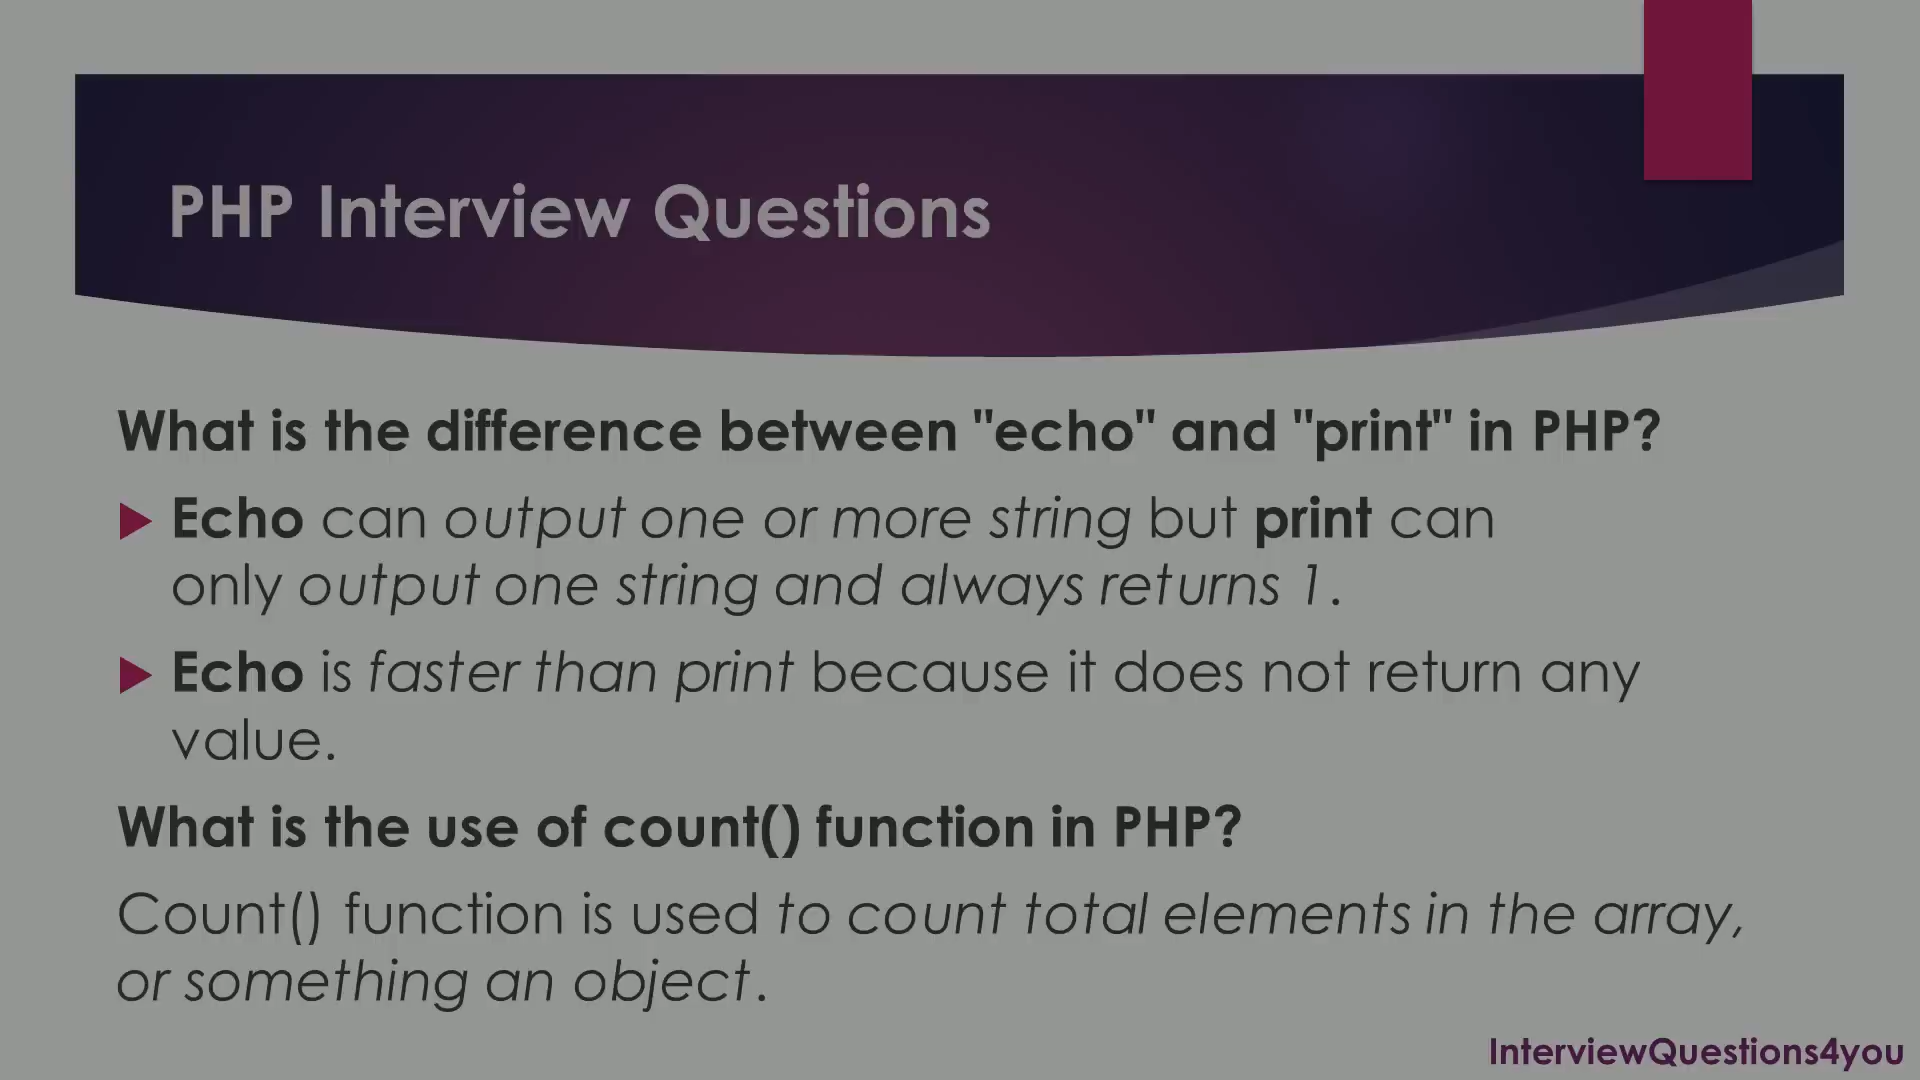 PHP Interview Questions
What is the difference between "echo" and "print" in PHP?
Echo can output one or more string but print can
only output one string and always returns 1.
Echo is faster than print because it does not return any
value.
What is the use of count() function in PHP?
Count() function is used to count total elements in the array,
or something an object.
InterviewQuestions4you